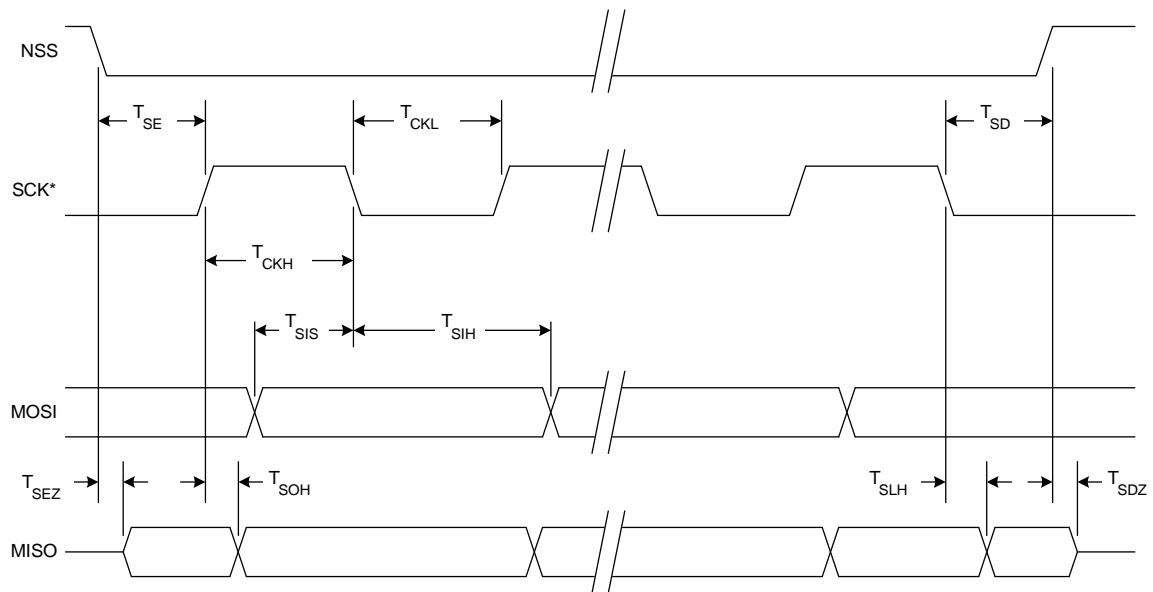 NSS
T_SE
T_CKL
T_SD
SCK*
T_CKH
T_SIS
T_SIH
MOSI
T_SEZ
T_SOH
T_SLH
T_SDZ
MISO